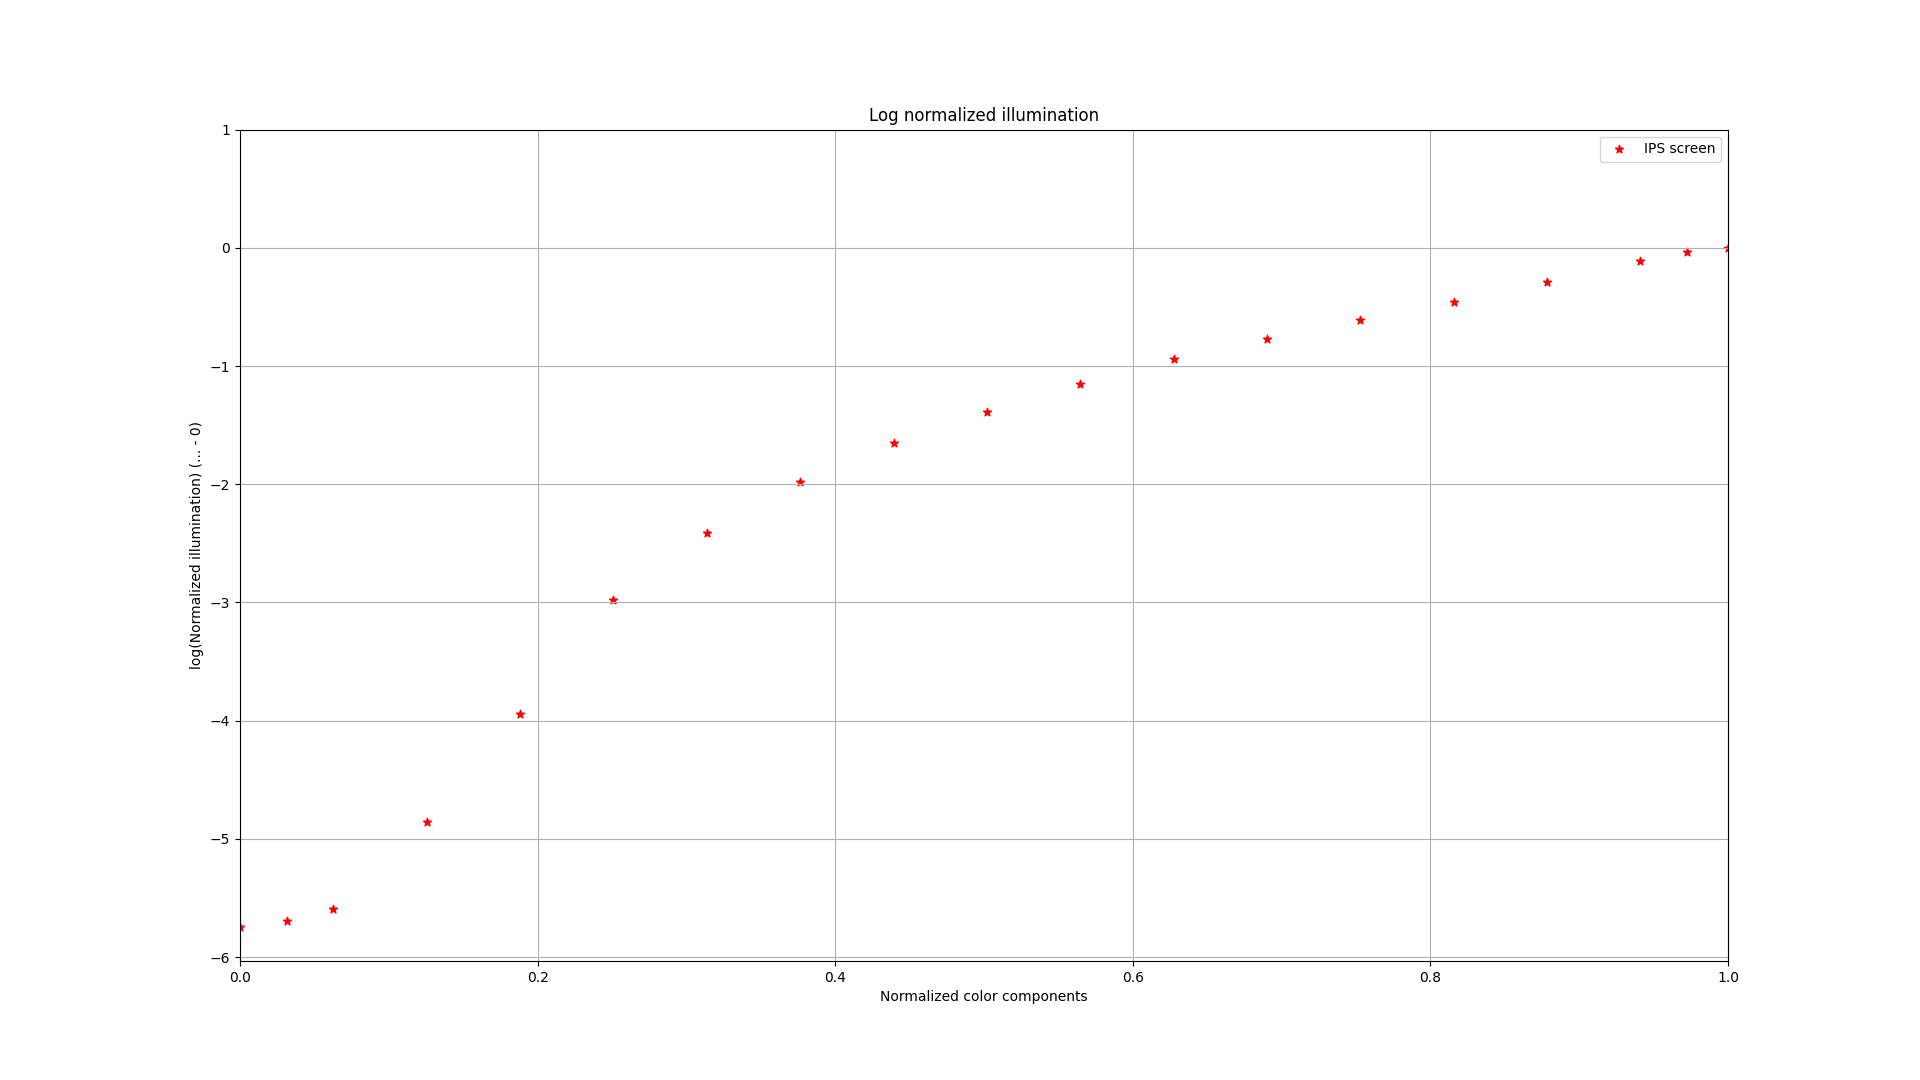 Log normalized illumination
IPS screen
1
0
−1
−2
−3
−4
−5
−6
log(Normalized illumination) (... - 0)
0.0 0.2 0.4 0.6 0.8 1.0
Normalized color components